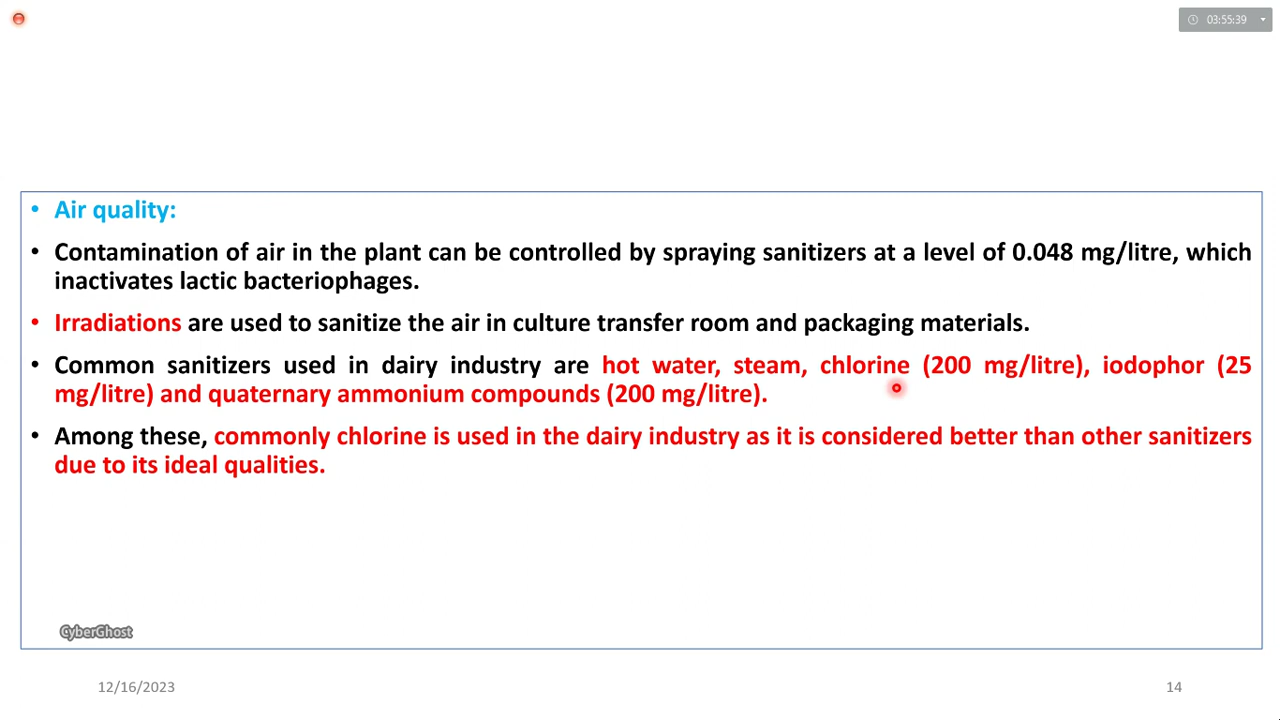 03:55:39
• Air quality:
• Contamination of air in the plant can be controlled by spraying sanitizers at a level of 0.048 mg/litre, which
inactivates lactic bacteriophages.
• Irradiations are used to sanitize the air in culture transfer room and packaging materials.
• Common sanitizers used in dairy industry are hot water, steam, chlorine (200 mg/litre), iodophor (25
mg/litre) and quaternary ammonium compounds (200 mg/litre).
• Among these, commonly chlorine is used in the dairy industry as it is considered better than other sanitizers
due to its ideal qualities.
CyberGhost
12/16/2023
14